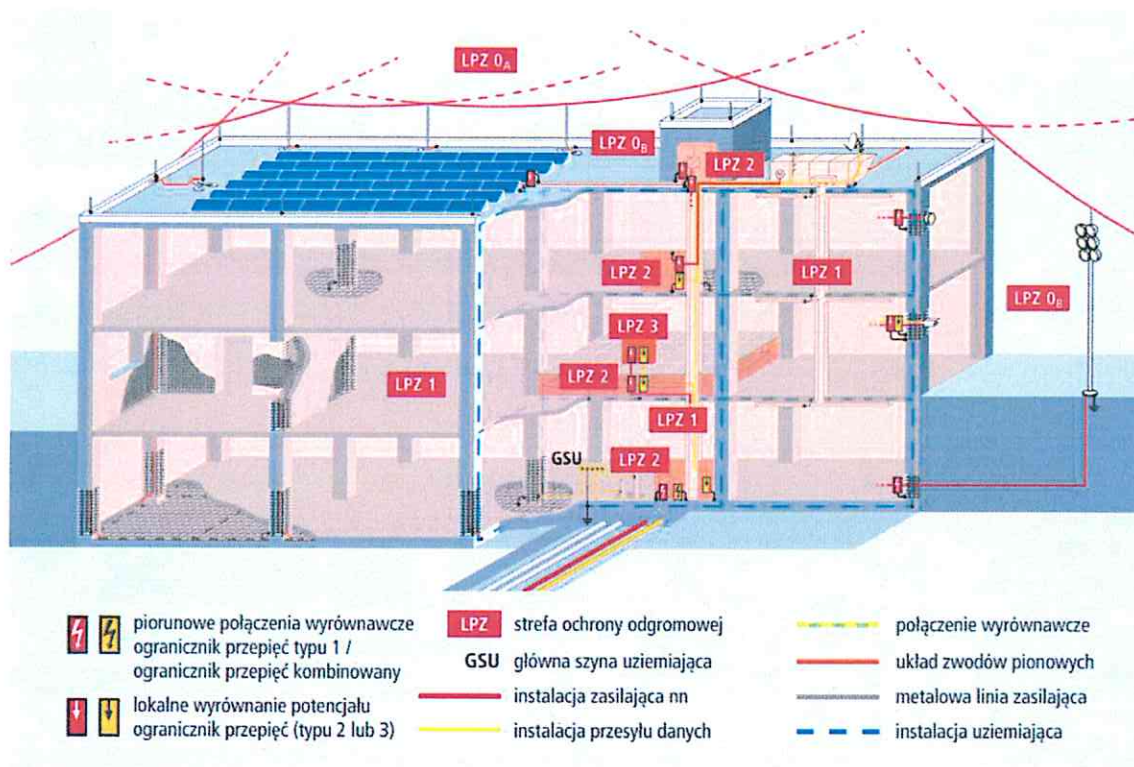 LPZ 0A
LPZ 0B
LPZ 2
LPZ 2
LPZ 1
LPZ 0B
LPZ 3
LPZ 1
LPZ 2
LPZ 1
GSU
LPZ 2
piorunowe połączenia wyrównawcze
ogranicznik przepięć typu 1 /
ogranicznik przepięć kombinowany
lokalne wyrównanie potencjału
ogranicznik przepięć (typu 2 lub 3)
LPZ strefa ochrony odgromowej
GSU główna szyna uziemiająca
instalacja zasilająca nn
instalacja przesyłu danych
połączenie wyrównawcze
układ zwodów pionowych
metalowa linia zasilająca
instalacja uziemiająca